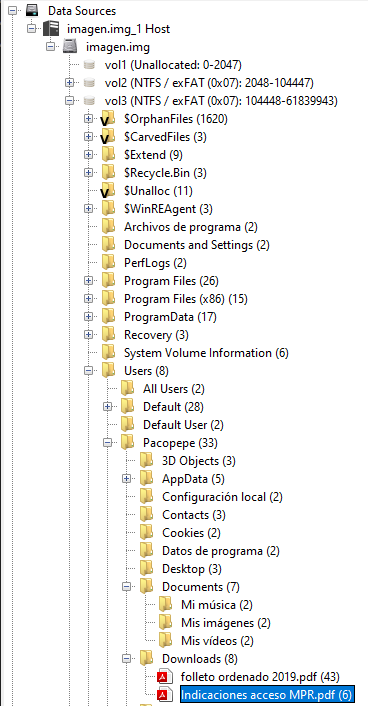 Data Sources
imagen.img_1 Host
imagen.img
vol1 (Unallocated: 0-2047)
vol2 (NTFS / exFAT (0x07): 2048-104447)
vol3 (NTFS / exFAT (0x07): 104448-61839943)
$OrphanFiles (1620)
$CarvedFiles (3)
$Extend (9)
$Recycle.Bin (3)
$Unalloc (11)
$WinREAgent (3)
Archivos de programa (2)
Documents and Settings (2)
PerfLogs (2)
Program Files (26)
Program Files (x86) (15)
ProgramData (17)
Recovery (3)
System Volume Information (6)
Users (8)
All Users (2)
Default (28)
Default User (2)
Pacopepe (33)
3D Objects (3)
AppData (5)
Configuración local (2)
Contacts (3)
Cookies (2)
Datos de programa (2)
Desktop (3)
Documents (7)
Mi música (2)
Mis imágenes (2)
Mis vídeos (2)
Downloads (8)
folleto ordenado 2019.pdf (43)
Indicaciones acceso MPR.pdf (6)